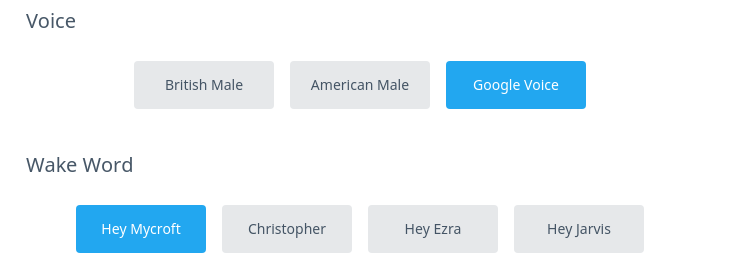 Voice
British Male American Male Google Voice
Wake Word
Hey Mycroft Christopher Hey Ezra Hey Jarvis